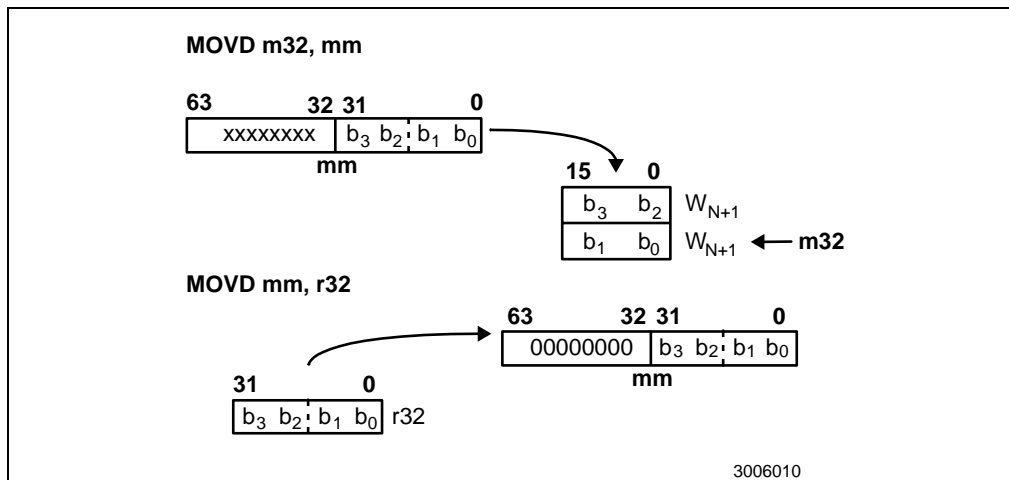 MOVD m32, mm
63 32 31 0
xxxxxxxx b3 b2 b1 b0
mm
15 0
b3 b2 WN+1
b1 b0 WN+1 m32
MOVD mm, r32
63 32 31 0
00000000 b3 b2 b1 b0
mm
31 0
b3 b2 b1 b0 r32
3006010